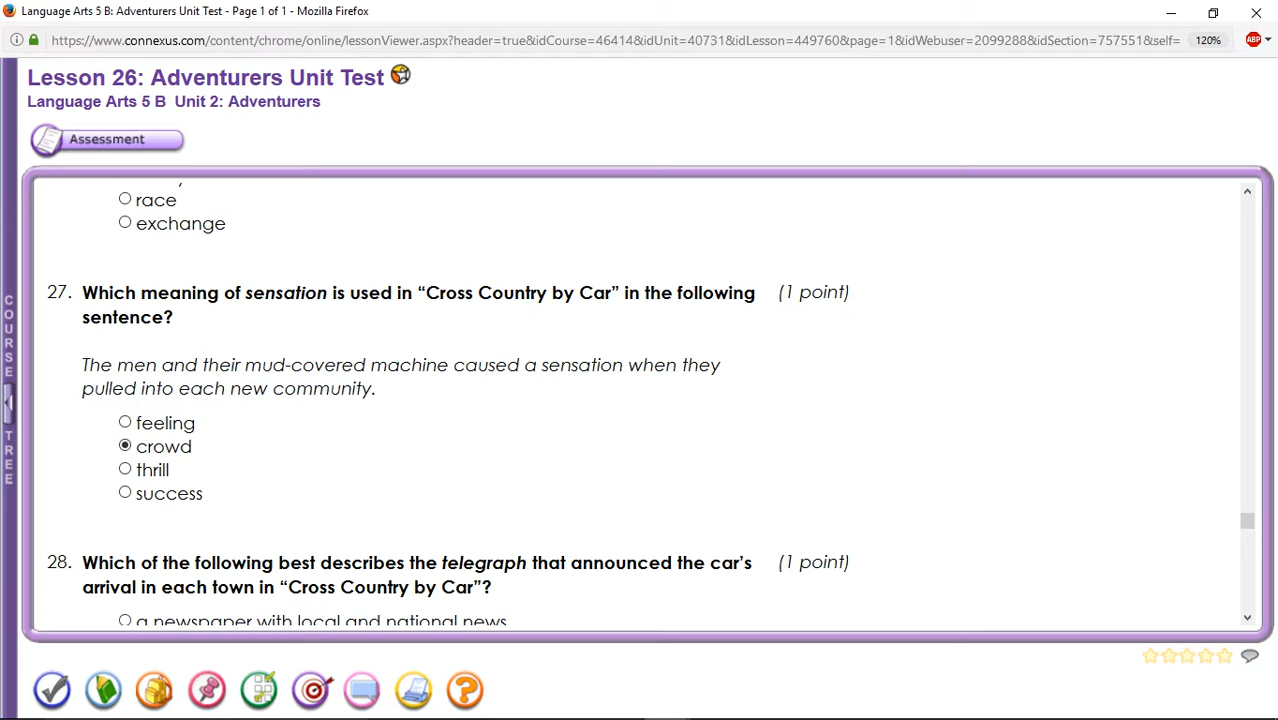 Language Arts 5 B: Adventurers Unit Test - Page 1 of 1 - Mozilla Firefox
https://www.connexus.com/content/chrome/online/lessonViewer.aspx?header=true&idCourse=46414&idUnit=40731&idLesson=449760&page=1&idWebuser=2099288&idSection=757551&self=
120%
ABP
Lesson 26: Adventurers Unit Test
Language Arts 5 B Unit 2: Adventurers
Assessment
race
exchange
27. Which meaning of sensation is used in “Cross Country by Car” in the following (1 point)
sentence?
The men and their mud-covered machine caused a sensation when they
pulled into each new community.
feeling
crowd
thrill
success
28. Which of the following best describes the telegraph that announced the car’s (1 point)
arrival in each town in “Cross Country by Car”?
a newspaper with local and national news
COURSE TREE